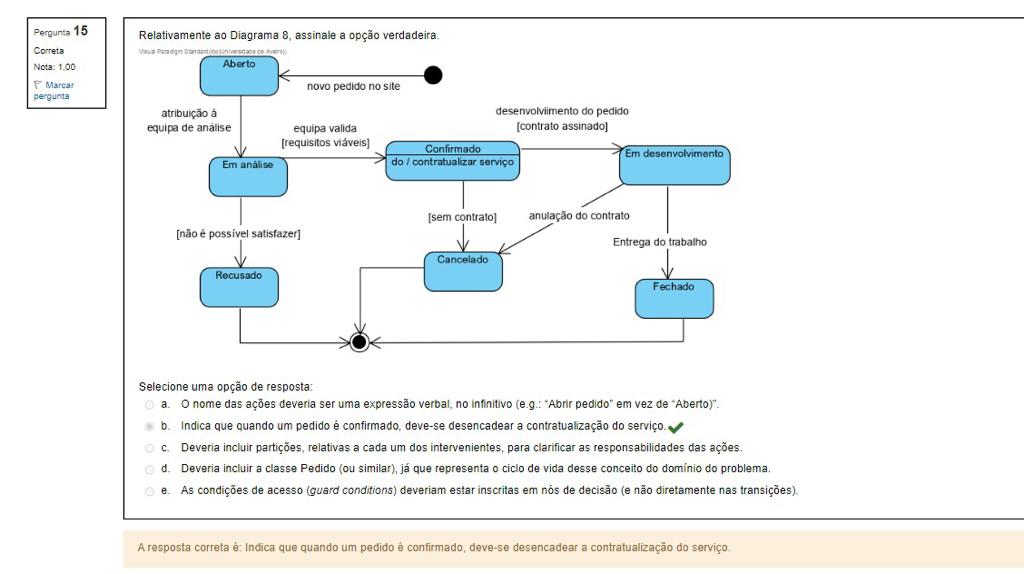 Pergunta 15
Correta
Nota: 1,00
Marcar
pergunta
Relativamente ao Diagrama 8, assinale a opção verdadeira.
Visual Paradigm Standard(ico(Universidade de Aveiro))
Aberto
novo pedido no site
atribuição à
equipa de análise
equipa valida
[requisitos viáveis]
desenvolviimento do pedido
[contrato assinado]
Em análise
Confirmado
do / contratualizar serviço
Em desenvolvimento
[não é possível satisfazer]
[sem contrato]
anulação do contrato
Entrega do trabalho
Recusado
Cancelado
Fechado
Selecione uma opção de resposta:
a. O nome das ações deveria ser uma expressão verbal, no infinitivo (e.g.: "Abrir pedido" em vez de "Aberto)".
b. Indica que quando um pedido é confirmado, deve-se desencadear a contratualização do serviço.
c. Deveria incluir partições, relativas a cada um dos intervenientes, para clarificar as responsabilidades das ações.
d. Deveria incluir a classe Pedido (ou similar), já que representa o ciclo de vida desse conceito do domínio do problema.
e. As condições de acesso (guard conditions) deveriam estar inscritas em nós de decisão (e não diretamente nas transições).
A resposta correta é: Indica que quando um pedido é confirmado, deve-se desencadear a contratualização do serviço.